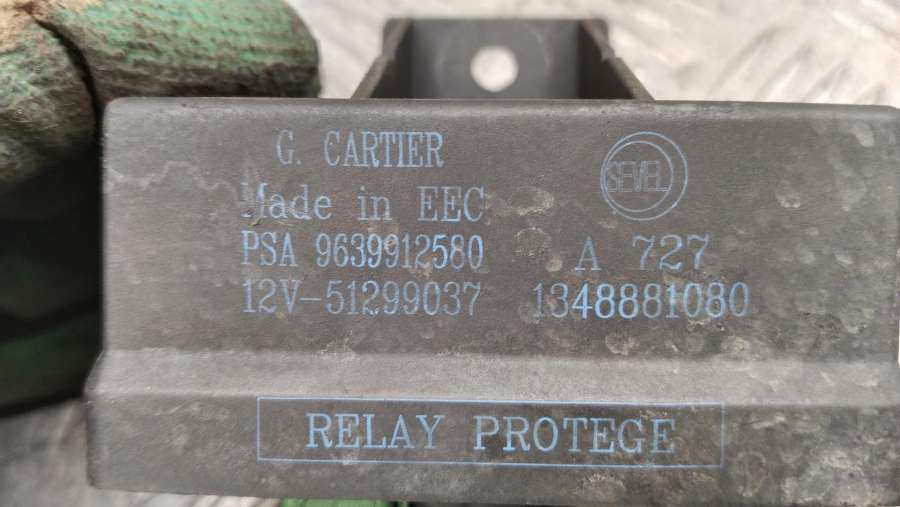 G. CARTIER
Made in EEC
PSA 9639912580
12V-51299037
SEVEL
A 727
1348881080
RELAY PROTEGE